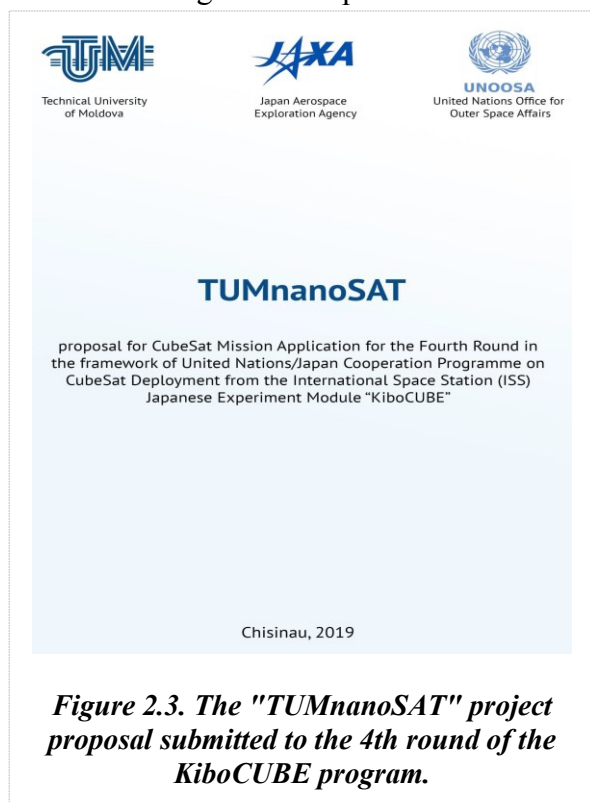 TUM
Technical University
of Moldova
JAXA
Japan Aerospace
Exploration Agency
UNOOSA
United Nations Office for
Outer Space Affairs
TUMnanoSAT
proposal for CubeSat Mission Application for the Fourth Round in
the framework of United Nations/Japan Cooperation Programme on
CubeSat Deployment from the International Space Station (ISS)
Japanese Experiment Module “KiboCUBE”
Chisinau, 2019
Figure 2.3. The "TUMnanoSAT" project
proposal submitted to the 4th round of the
KiboCUBE program.